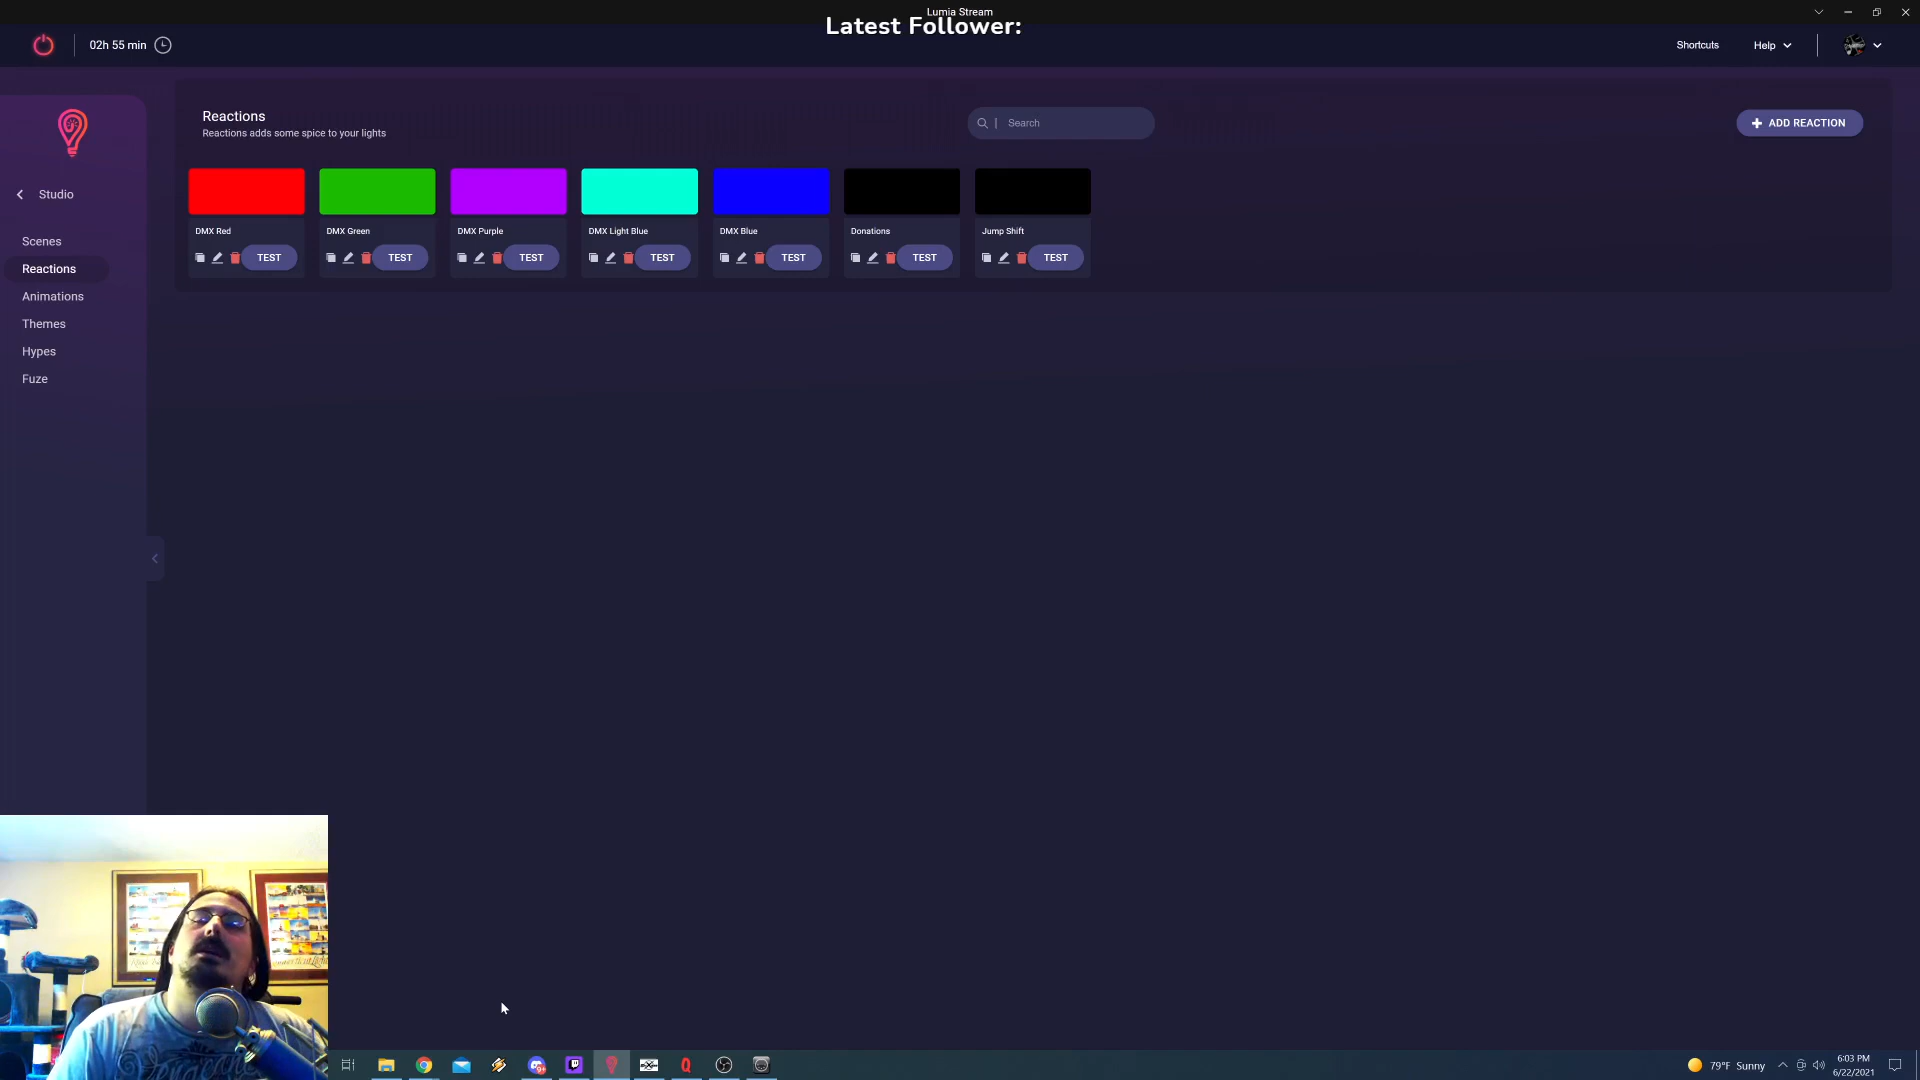 Lumia Stream
Latest Follower:
02h 55 min
Shortcuts
Help
Reactions
Reactions adds some spice to your lights
Search
ADD REACTION
Studio
Scenes
Reactions
Animations
Themes
Hypes
Fuze
DMX Red
TEST
DMX Green
TEST
DMX Purple
TEST
DMX Light Blue
TEST
DMX Blue
TEST
Donations
TEST
Jump Shift
TEST
79°F Sunny
6:03 PM
6/22/2021